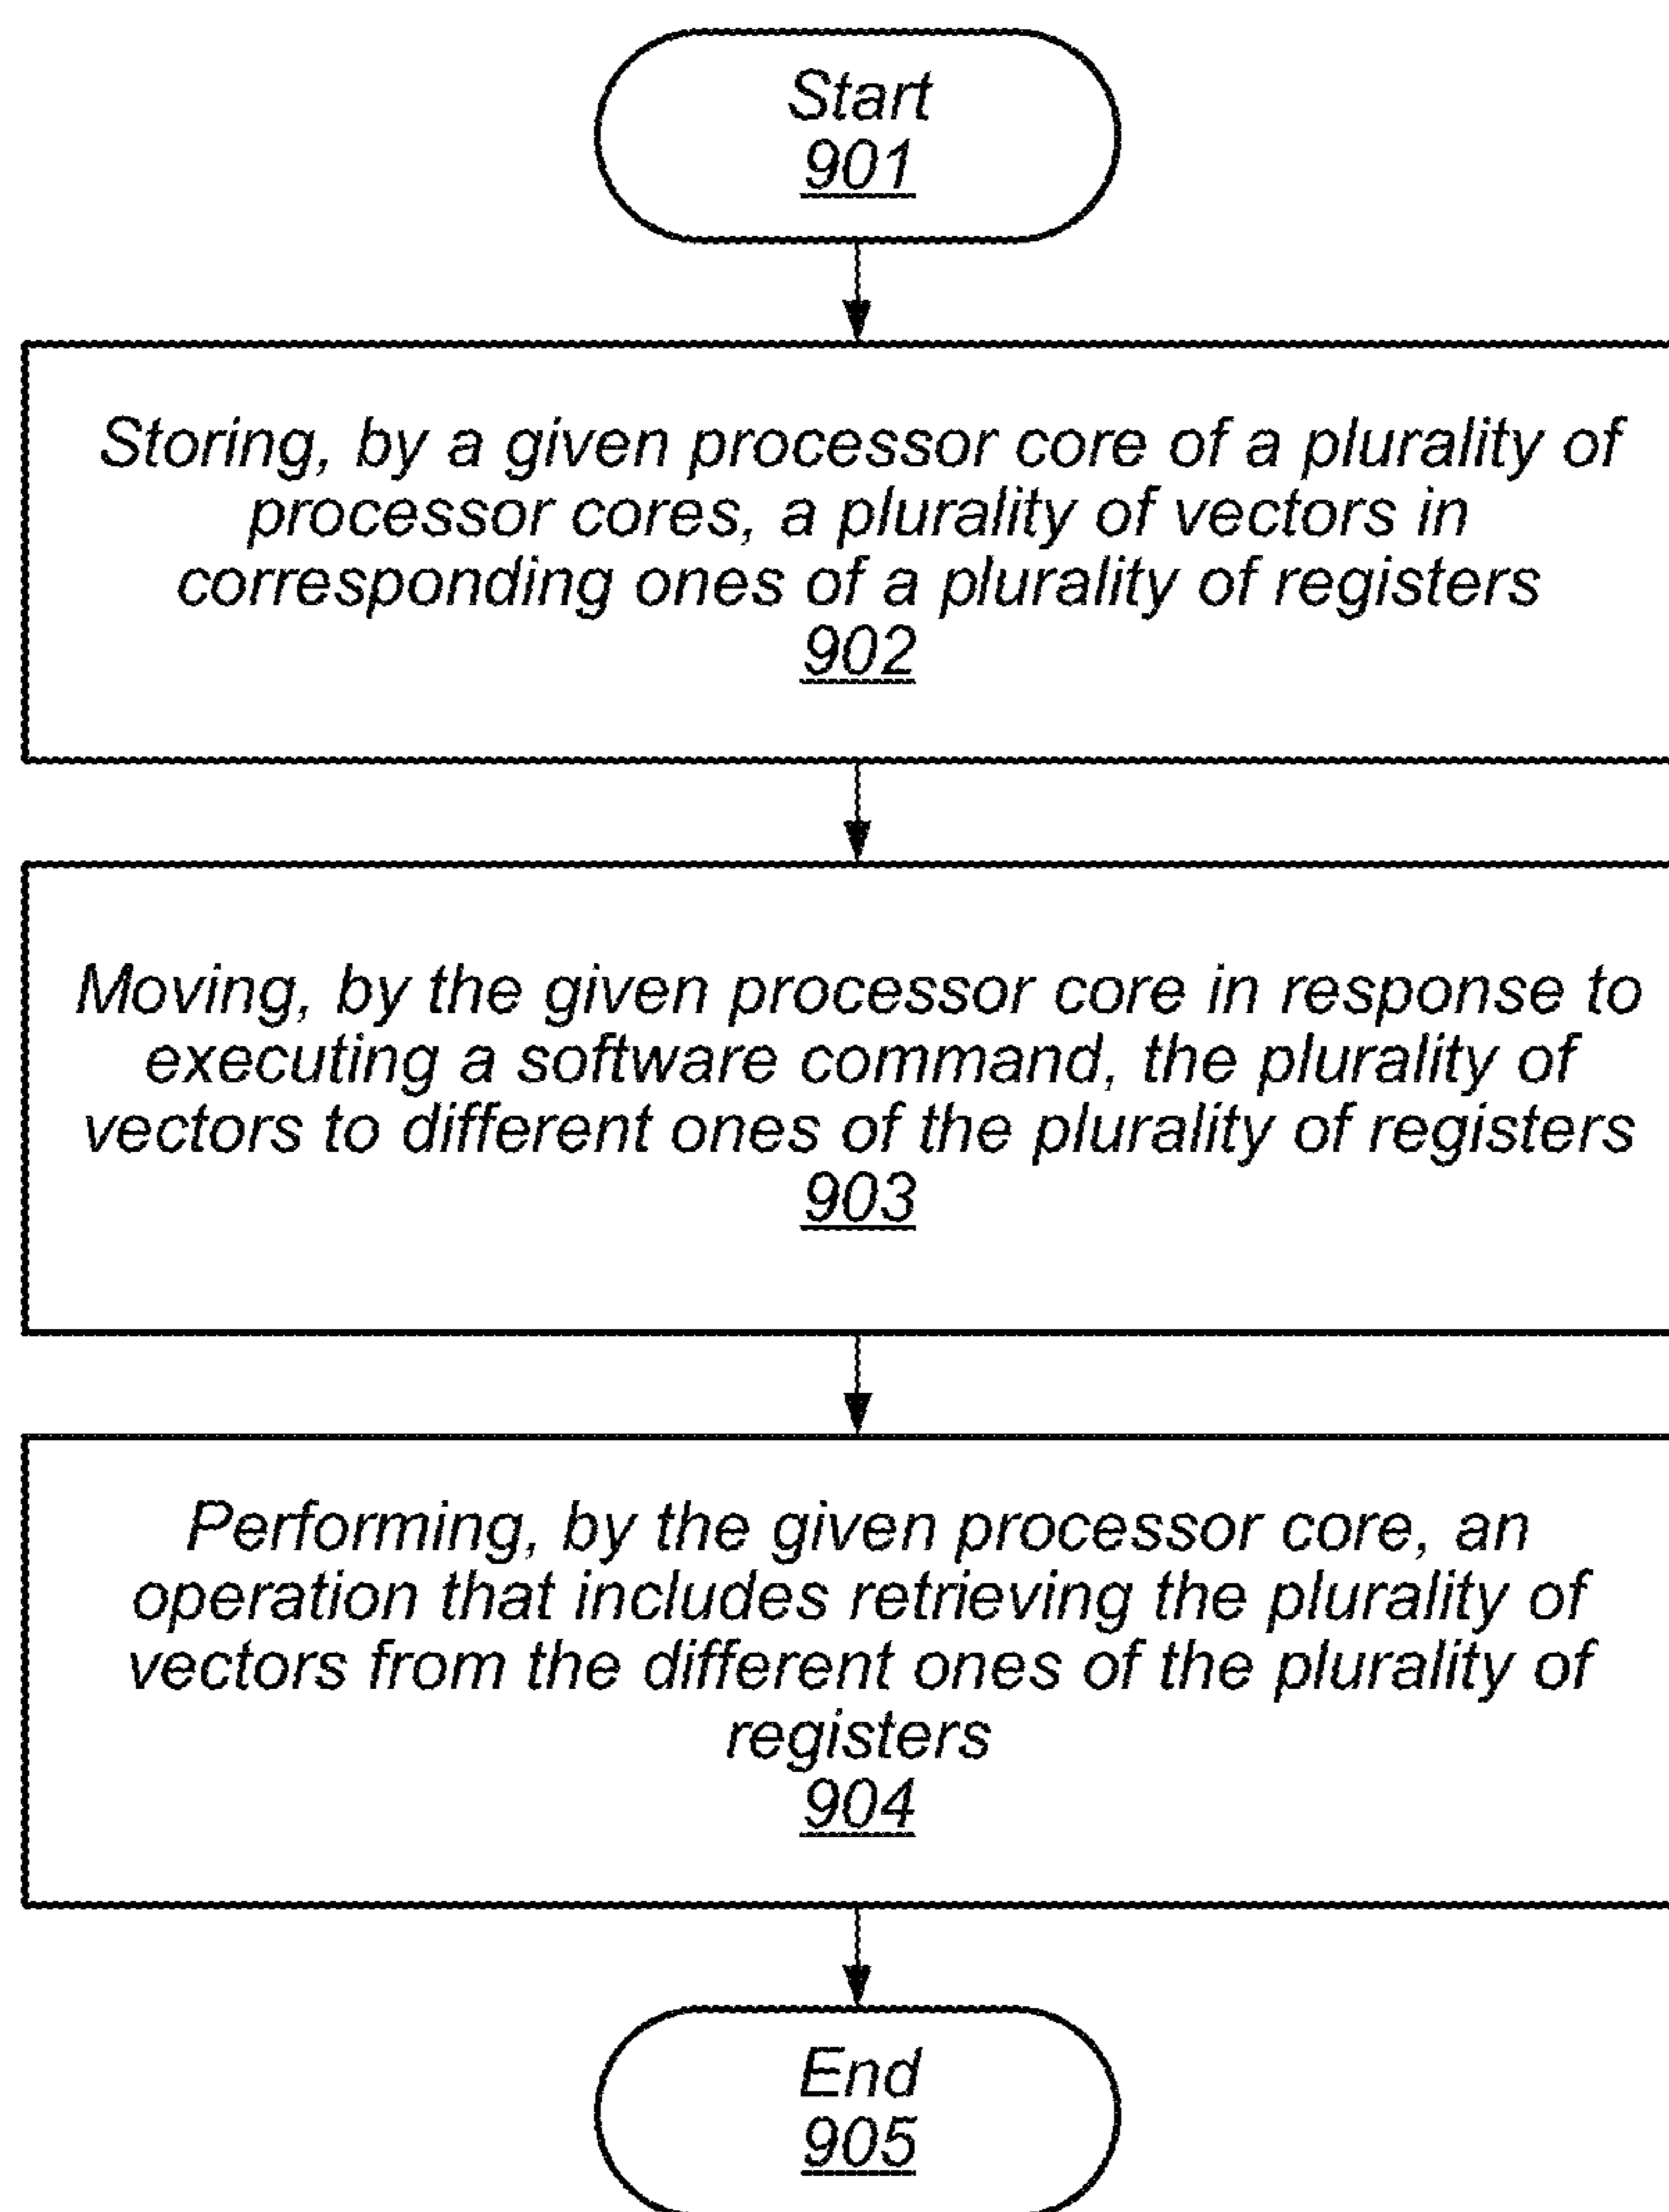 Start
901
Storing, by a given processor core of a plurality of
processor cores, a plurality of vectors in
corresponding ones of a plurality of registers
902
Moving, by the given processor core in response to
executing a software command, the plurality of
vectors to different ones of the plurality of registers
903
Performing, by the given processor core, an
operation that includes retrieving the plurality of
vectors from the different ones of the plurality of
registers
904
End
905